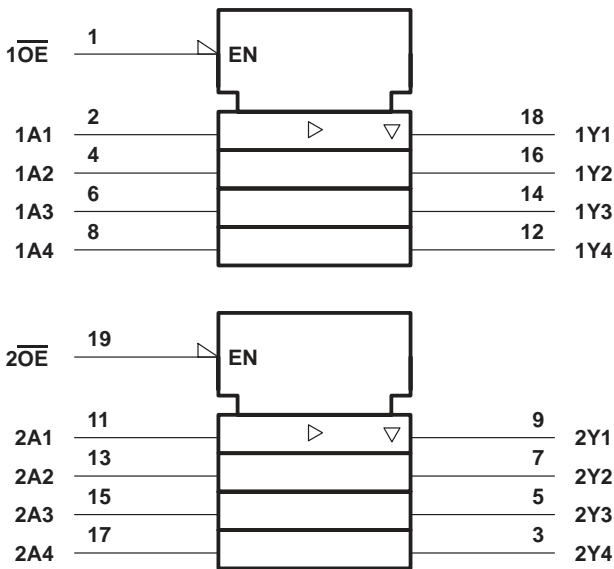 1OE 1 EN
1A1 2 18 1Y1
1A2 4 16 1Y2
1A3 6 14 1Y3
1A4 8 12 1Y4
2OE 19 EN
2A1 11 9 2Y1
2A2 13 7 2Y2
2A3 15 5 2Y3
2A4 17 3 2Y4